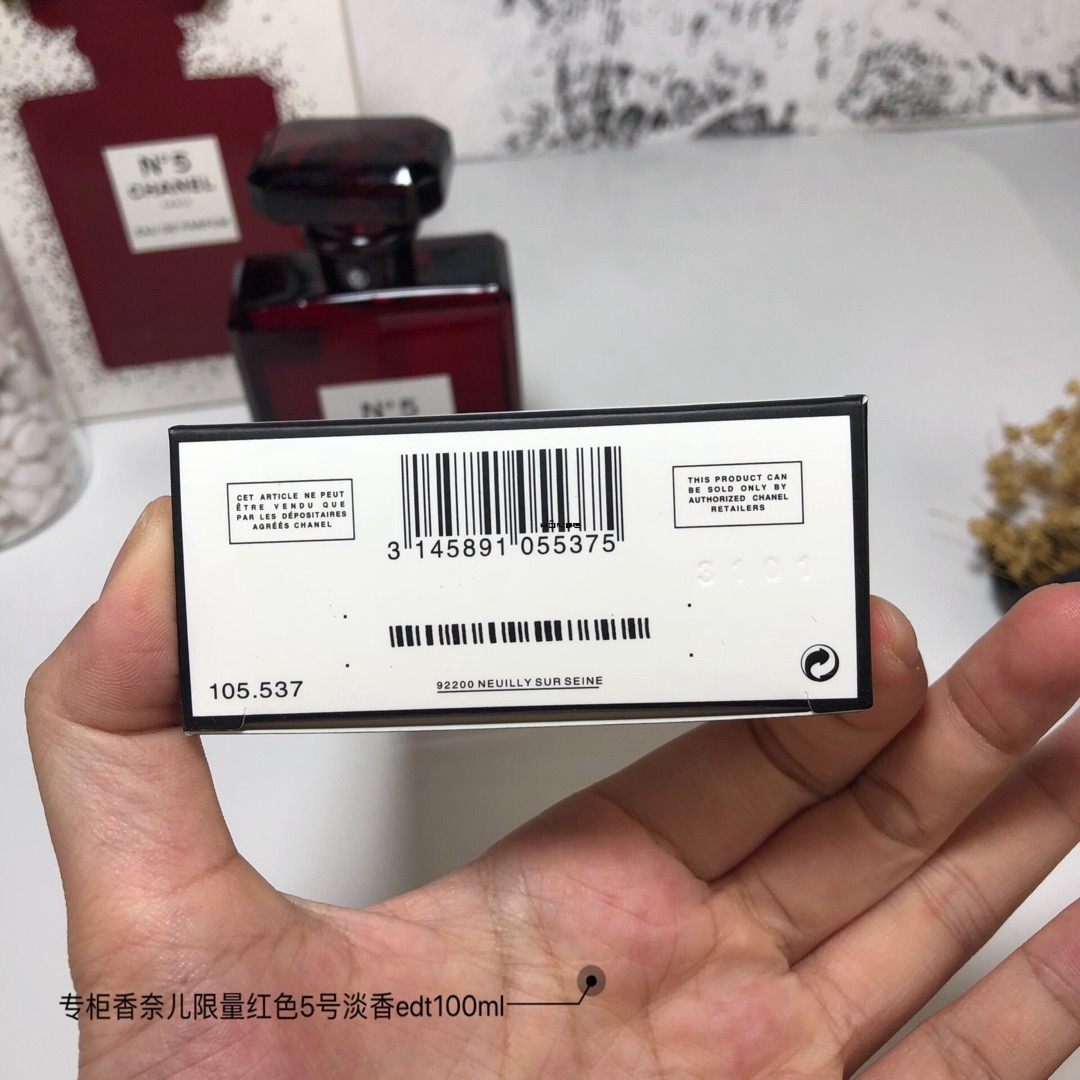 N°5
CHANEL
PARIS
EAU DE PARFUM
N°5
CET ARTICLE NE PEUT
ÊTRE VENDU QUE
PAR LES DÉPOSITAIRES
AGRÉÉS CHANEL
3 145891 055375
THIS PRODUCT CAN
BE SOLD ONLY BY
AUTHORIZED CHANEL
RETAILERS
3101
105.537
92200 NEUILLY SUR SEINE
专柜香奈儿限量红色5号淡香edt100ml